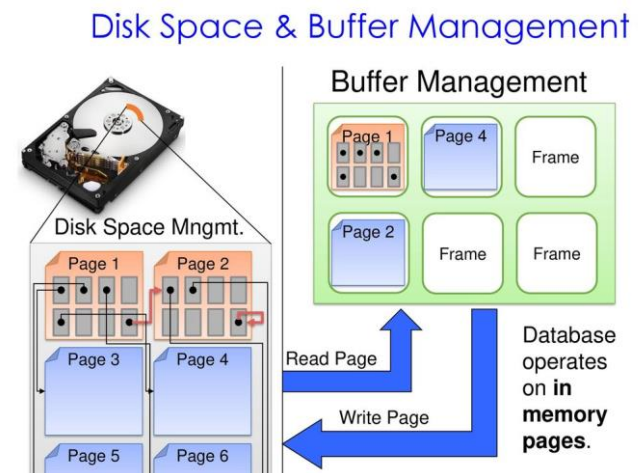 Disk Space & Buffer Management
Buffer Management
Page 1
Page 4
Frame
Page 2
Frame
Frame
Disk Space Mngmt.
Page 1
Page 2
Page 3
Page 4
Page 5
Page 6
Read Page
Write Page
Database
operates
on in
memory
pages.